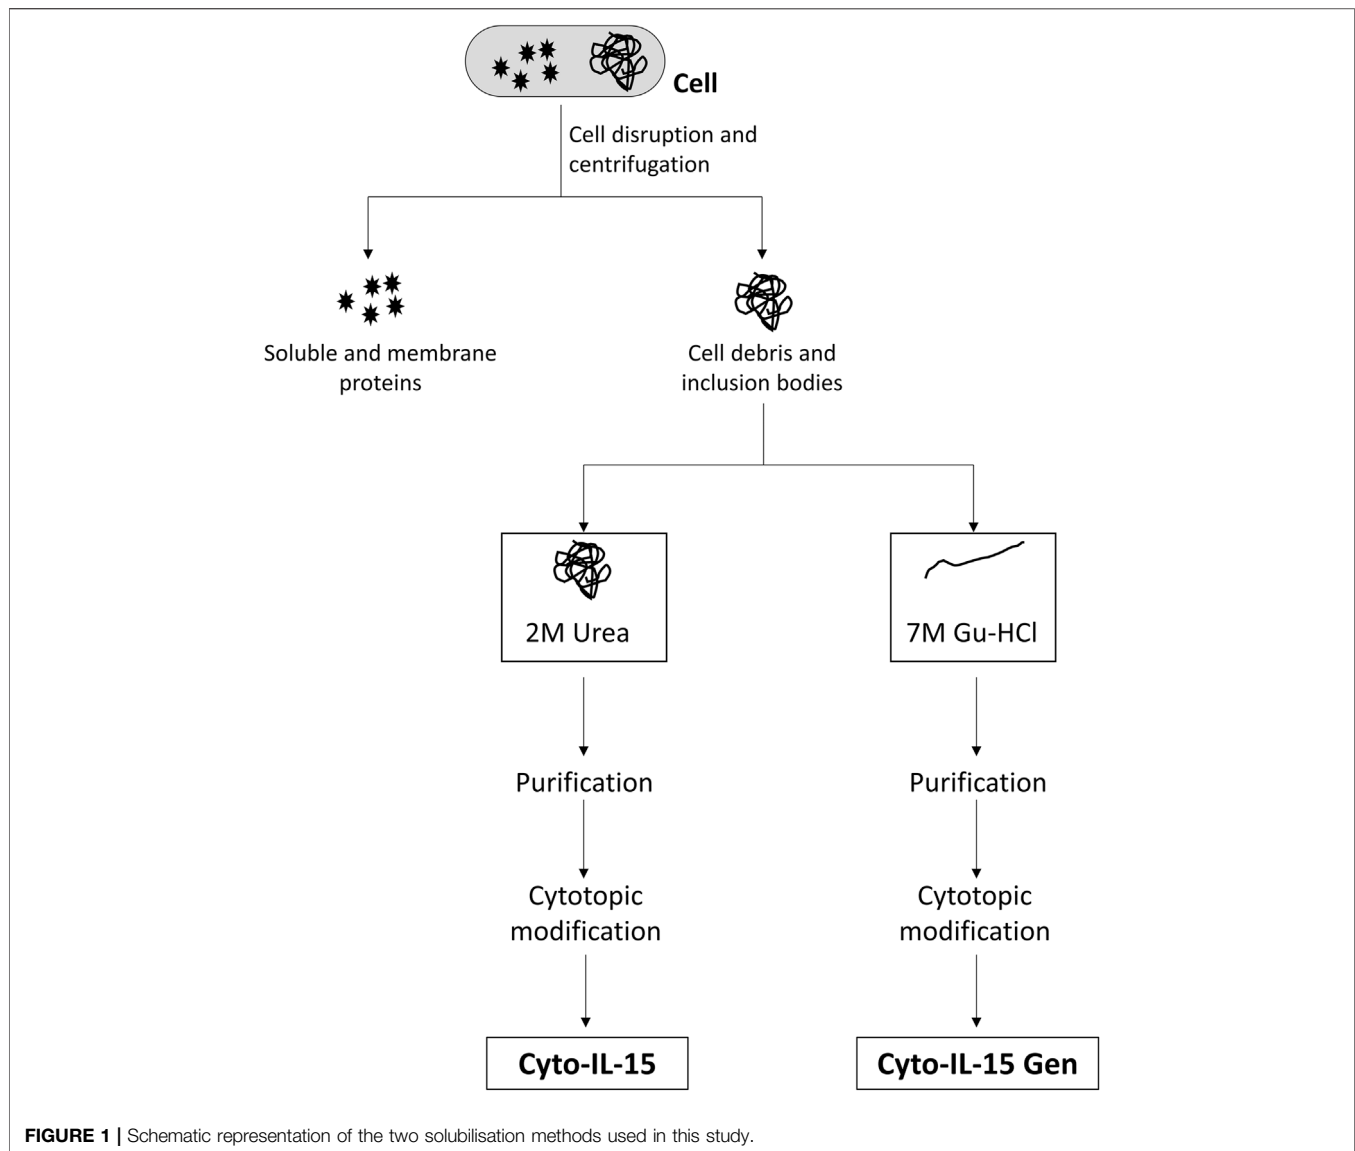 Cell
Cell disruption and
centrifugation
Soluble and membrane
proteins
Cell debris and
inclusion bodies
2M Urea
7M Gu-HCl
Purification
Purification
Cytotopic
modification
Cytotopic
modification
Cyto-IL-15
Cyto-IL-15 Gen
FIGURE 1 | Schematic representation of the two solubilisation methods used in this study.